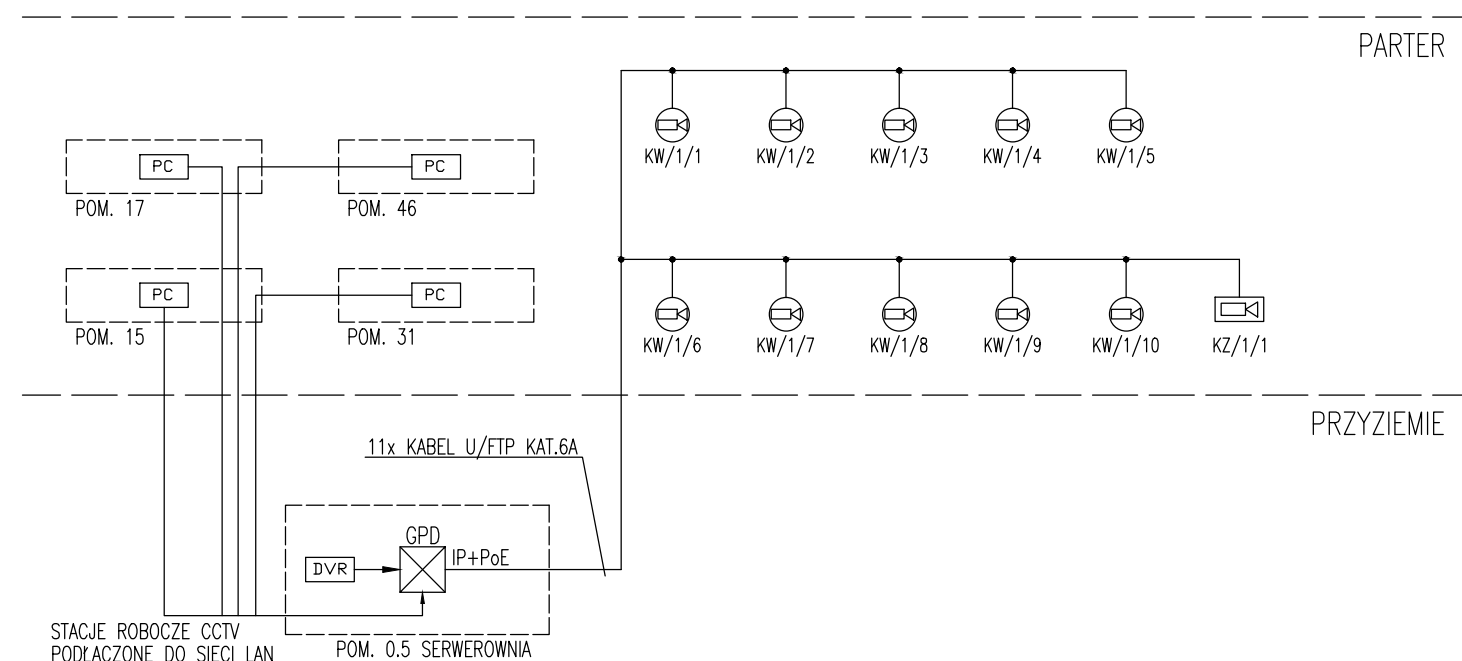 PARTER
KW/1/1
KW/1/2
KW/1/3
KW/1/4
KW/1/5
PC
PC
POM. 17
POM. 46
PC
PC
POM. 15
POM. 31
KW/1/6
KW/1/7
KW/1/8
KW/1/9
KW/1/10
KZ/1/1
PRZYZIEMIE
11x KABEL U/FTP KAT.6A
GPD
IP+PoE
DVR
STACJE ROBOCZE CCTV
PODŁĄCZONE DO SIECI LAN
POM. 0.5 SERWEROWNIA